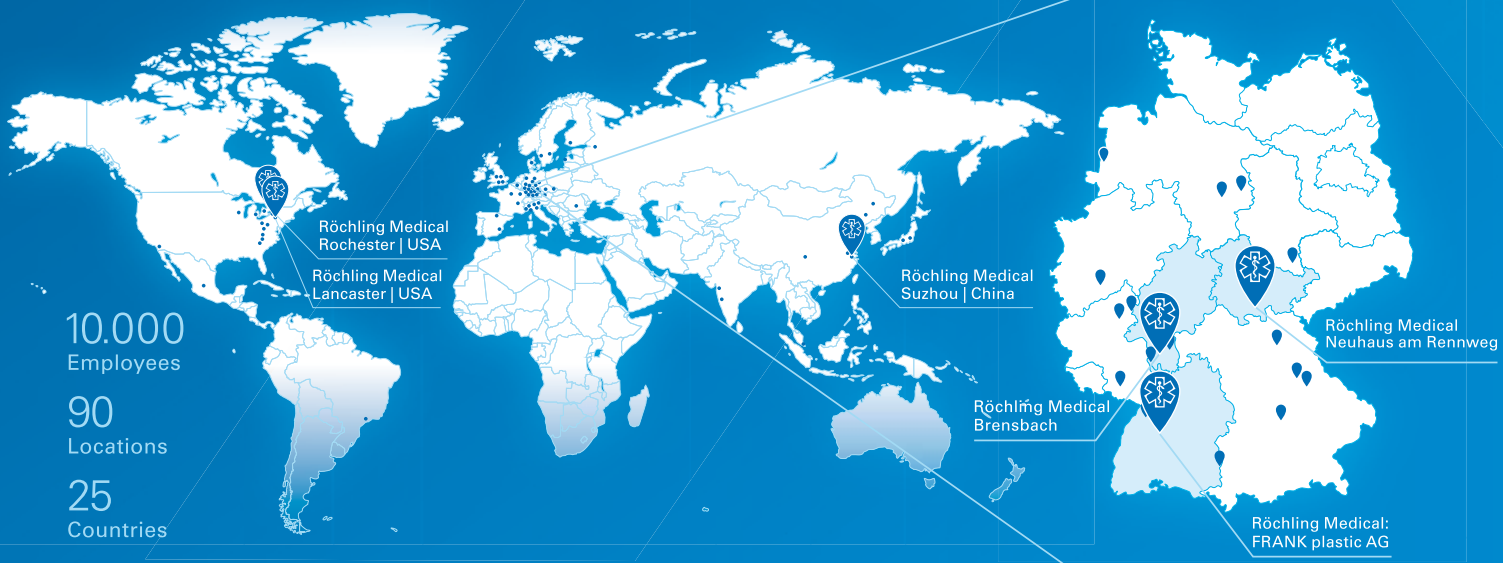 Röchling Medical
Rochester | USA
Röchling Medical
Lancaster | USA
Röchling Medical
Suzhou | China
10.000
Employees
90
Locations
25
Countries
Röchling Medical
Neuhaus am Rennweg
Röchling Medical
Brensbach
Röchling Medical:
FRANK plastic AG